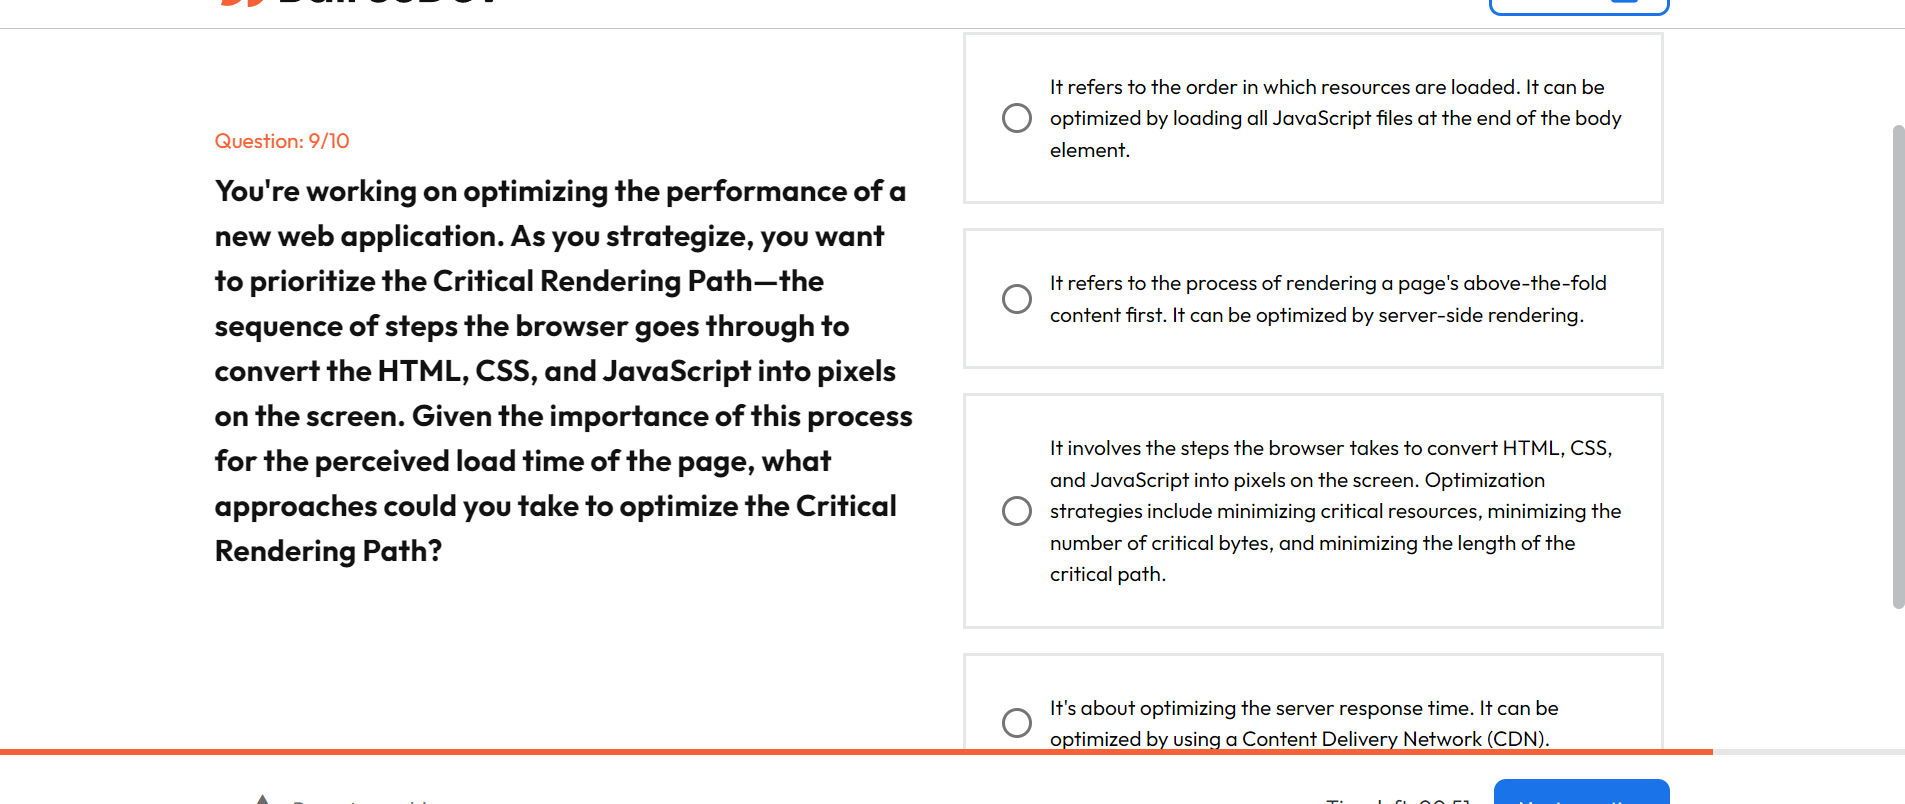 Question: 9/10
You're working on optimizing the performance of a
new web application. As you strategize, you want
to prioritize the Critical Rendering Path—the
sequence of steps the browser goes through to
convert the HTML, CSS, and JavaScript into pixels
on the screen. Given the importance of this process
for the perceived load time of the page, what
approaches could you take to optimize the Critical
Rendering Path?
It refers to the order in which resources are loaded. It can be
optimized by loading all JavaScript files at the end of the body
element.
It refers to the process of rendering a page's above-the-fold
content first. It can be optimized by server-side rendering.
It involves the steps the browser takes to convert HTML, CSS,
and JavaScript into pixels on the screen. Optimization
strategies include minimizing critical resources, minimizing the
number of critical bytes, and minimizing the length of the
critical path.
It's about optimizing the server response time. It can be
optimized by using a Content Delivery Network (CDN).